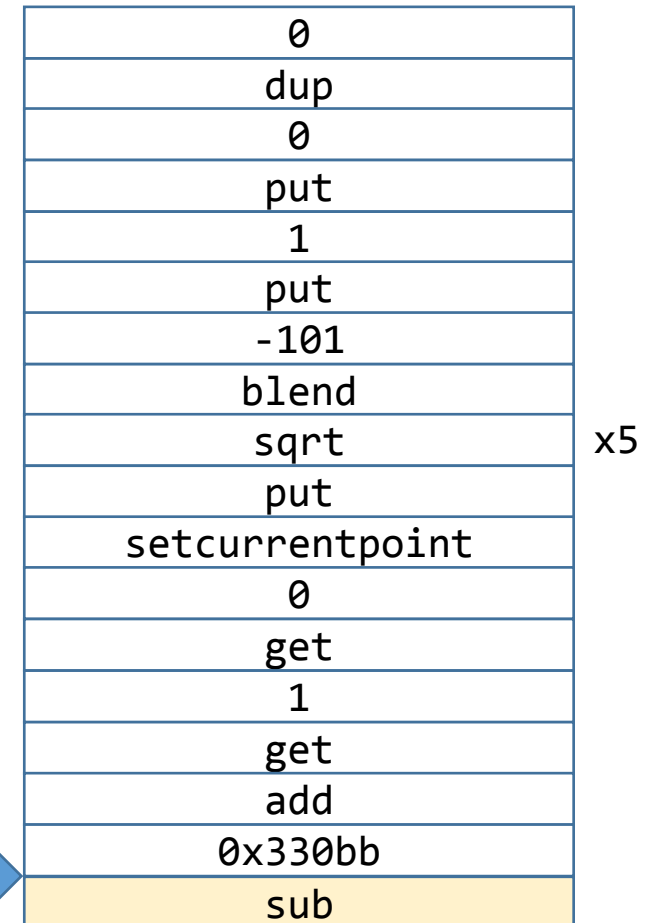 0
dup
0
put
1
put
-101
blend
sqrt x5
put
setcurrentpoint
0
get
1
get
add
0x330bb
sub